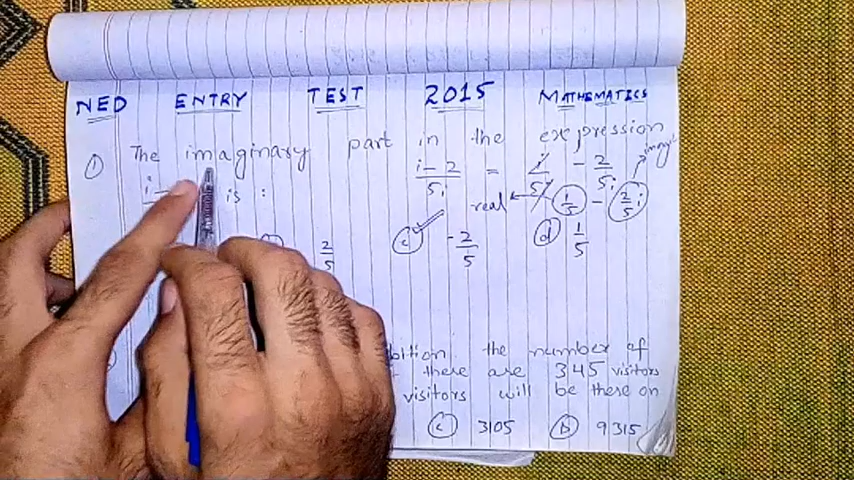 NED ENTRY TEST 2015 MATHEMATICS
① The imaginary part in the expression
i- is :
i-2/5i = i/5i - 2/5i
real ← 1/5 - 2/5 i
2/5 ⓒ ✓ -2/5 ⓓ 1/5
bition the number of
there are 345 visitors
visitors will be there on
ⓒ 3105 ⓓ 9315